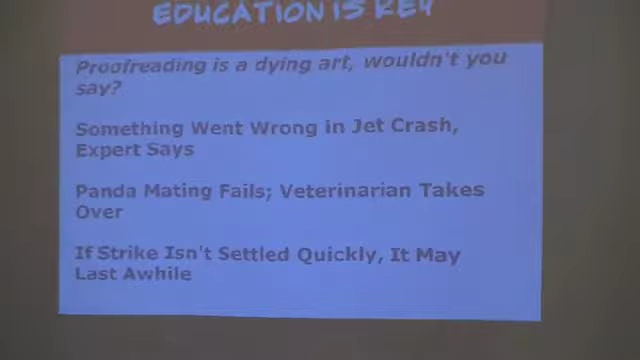 EDUCATION IS KEY
Proofreading is a dying art, wouldn't you
say?
Something Went Wrong in Jet Crash,
Expert Says
Panda Mating Fails; Veterinarian Takes
Over
If Strike Isn't Settled Quickly, It May
Last Awhile